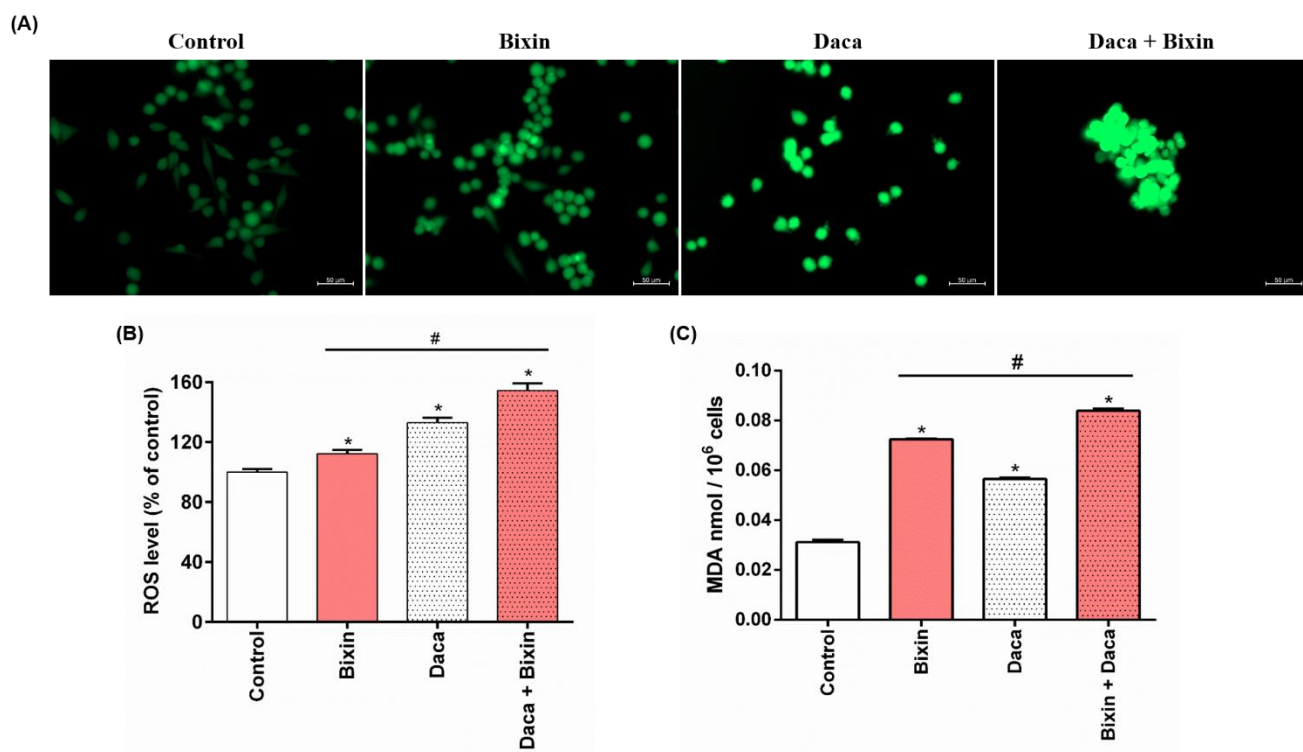 (A)
Control Bixin Daca Daca + Bixin
50 µm 50 µm 50 µm 50 µm
(B)
#
* * *
ROS level (% of control)
160
120
80
40
0
Control Bixin Daca Daca + Bixin
(C)
#
* * *
MDA nmol / 10⁶ cells
0.10
0.08
0.06
0.04
0.02
0.00
Control Bixin Daca Bixin + Daca